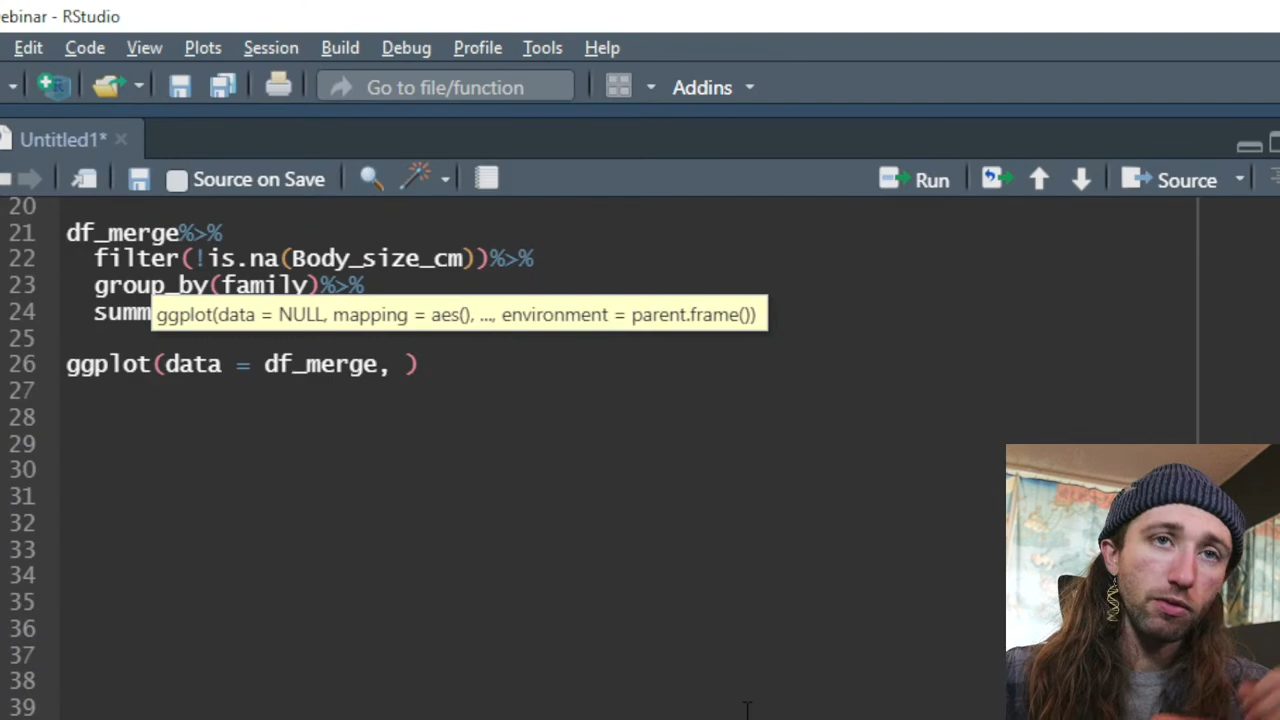 ebinar - RStudio
Edit Code View Plots Session Build Debug Profile Tools Help
Go to file/function Addins
Untitled1*
Source on Save Run Source
20
21 df_merge%>%
22 filter(!is.na(Body_size_cm))%>%
23 group_by(family)%>%
24 summ
ggplot(data = NULL, mapping = aes(), ..., environment = parent.frame())
25
26 ggplot(data = df_merge, )
27
28
29
30
31
32
33
34
35
36
37
38
39